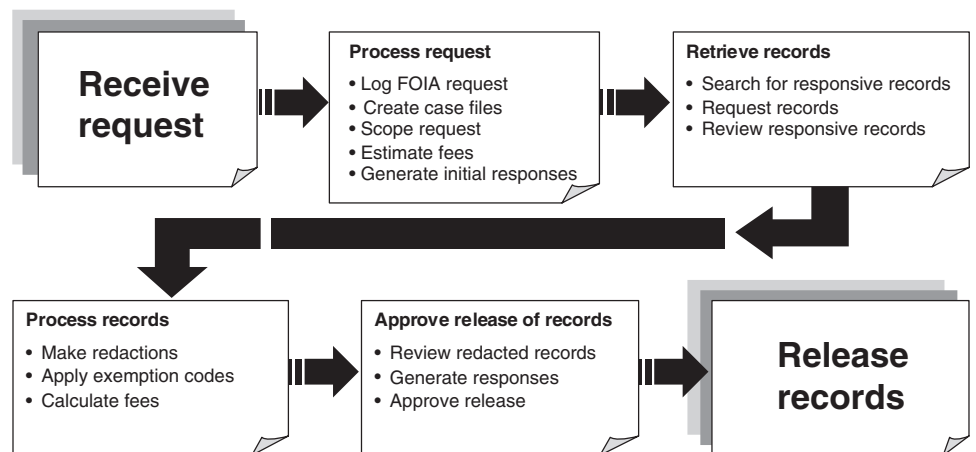 Receive
request
Process request
• Log FOIA request
• Create case files
• Scope request
• Estimate fees
• Generate initial responses
Retrieve records
• Search for responsive records
• Request records
• Review responsive records
Process records
• Make redactions
• Apply exemption codes
• Calculate fees
Approve release of records
• Review redacted records
• Generate responses
• Approve release
Release
records